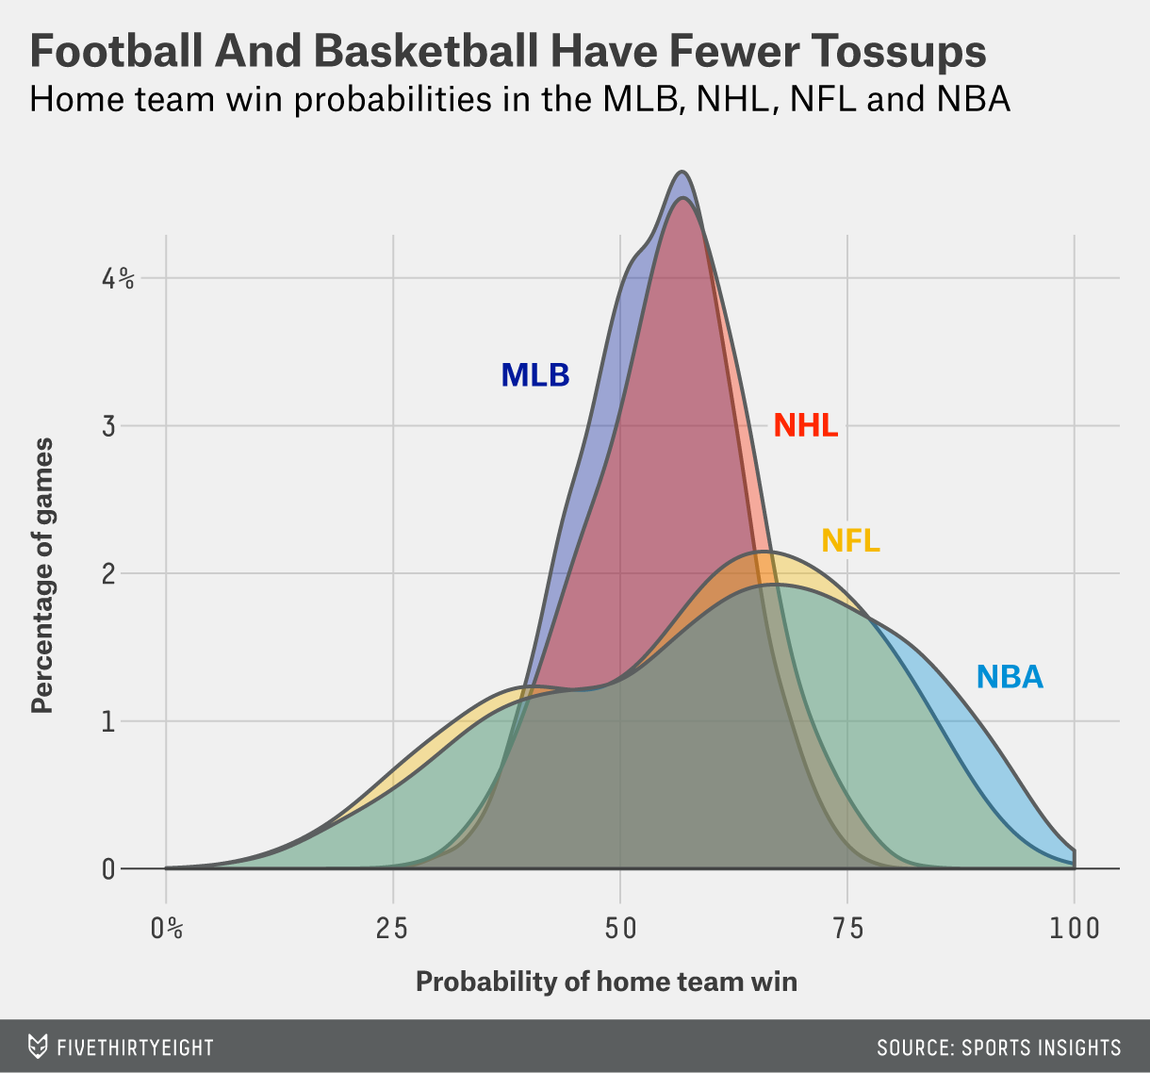 Football And Basketball Have Fewer Tossups
Home team win probabilities in the MLB, NHL, NFL and NBA
4%
MLB
3
NHL
NFL
2
NBA
1
0
Percentage of games
0%
25
50
75
100
Probability of home team win
FIVETHIRTYEIGHT
SOURCE: SPORTS INSIGHTS